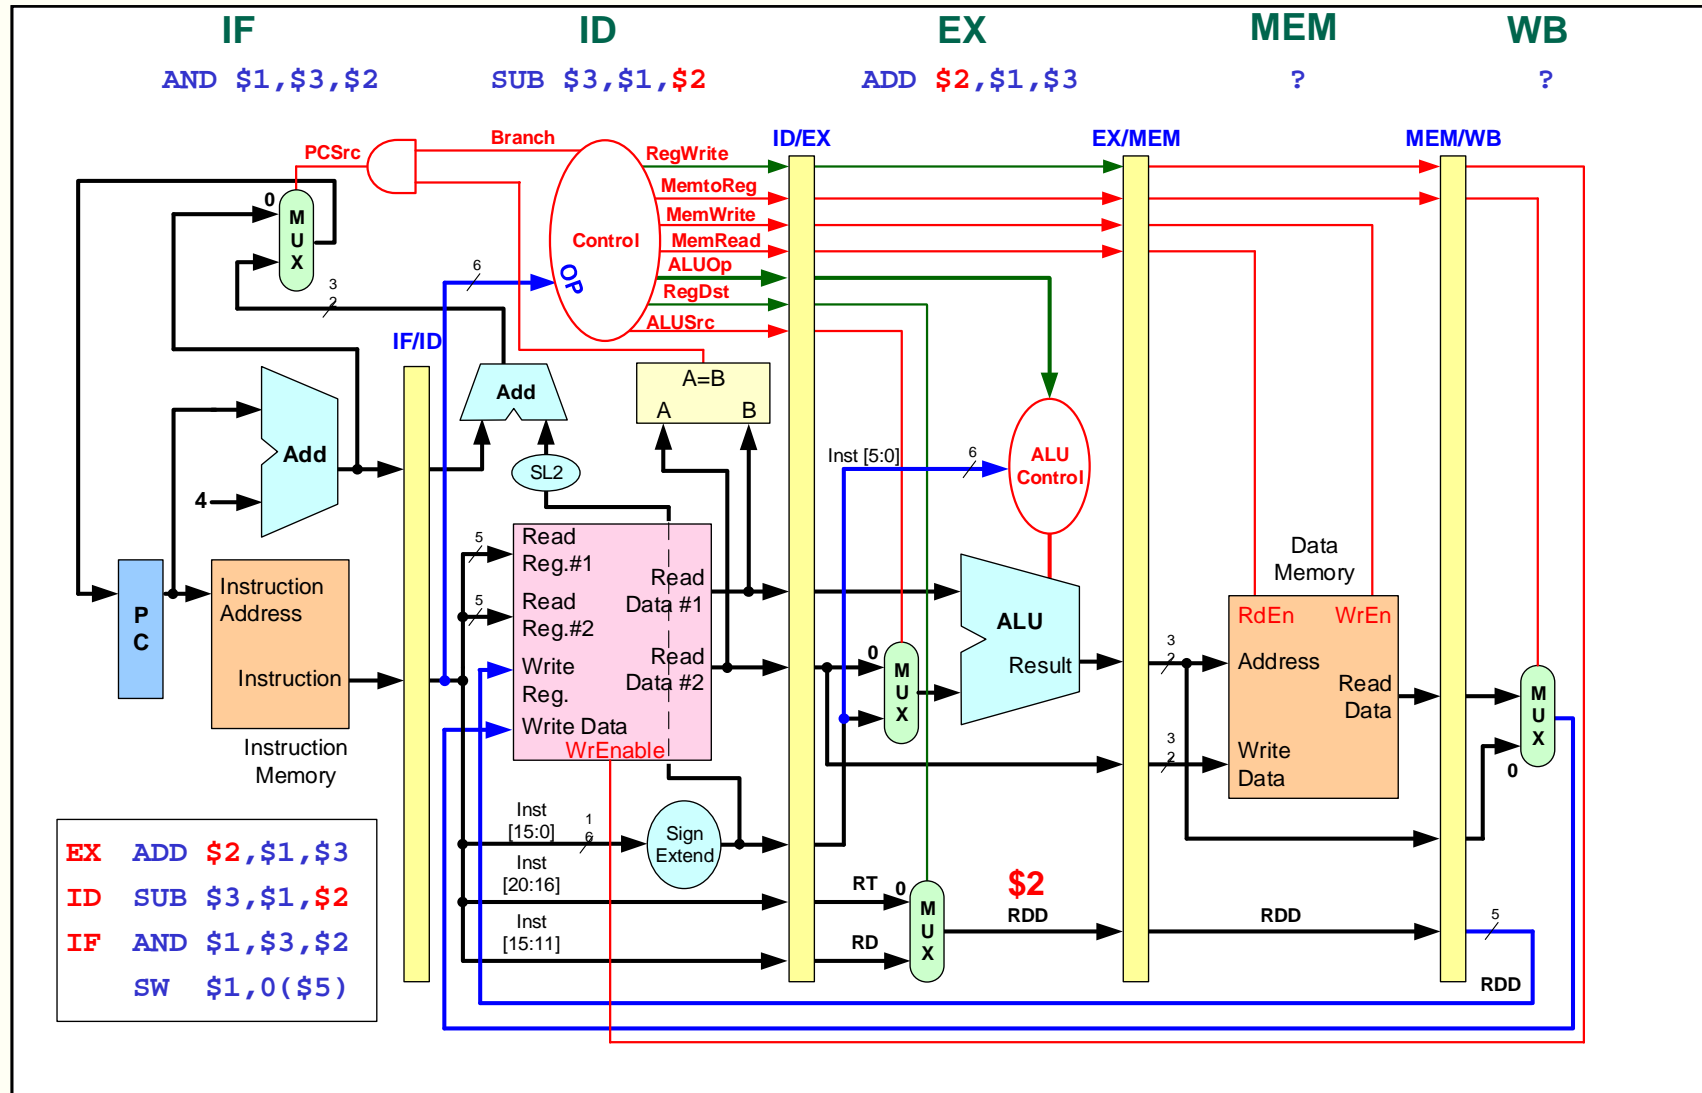 IF ID EX MEM WB
AND $1,$3,$2 SUB $3,$1,$2 ADD $2,$1,$3 ? ?
Branch
ID/EX EX/MEM MEM/WB
PCSrc
RegWrite
MemtoReg
MemWrite
MemRead
ALUOp
RegDst
ALUSrc
Control
OP
0
M
U
X
6
3
2
IF/ID
Add
4
Add
SL2
A=B
A B
Inst [5:0]
6
ALU
Control
P
C
Instruction
Address
Instruction
Instruction
Memory
5
Read
Reg.#1
5
Read
Reg.#2
Write
Reg.
Write Data
WrEnable
Read
Data #1
Read
Data #2
0
M
U
X
ALU
Result
3
2
3
2
Data
Memory
RdEn WrEn
Address
Read
Data
Write
Data
M
U
X
0
Inst
[15:0]
1
6
Sign
Extend
Inst
[20:16]
Inst
[15:11]
RT
0
RD
M
U
X
$2
RDD
RDD
5
RDD
EX ADD $2,$1,$3
ID SUB $3,$1,$2
IF AND $1,$3,$2
SW $1,0($5)